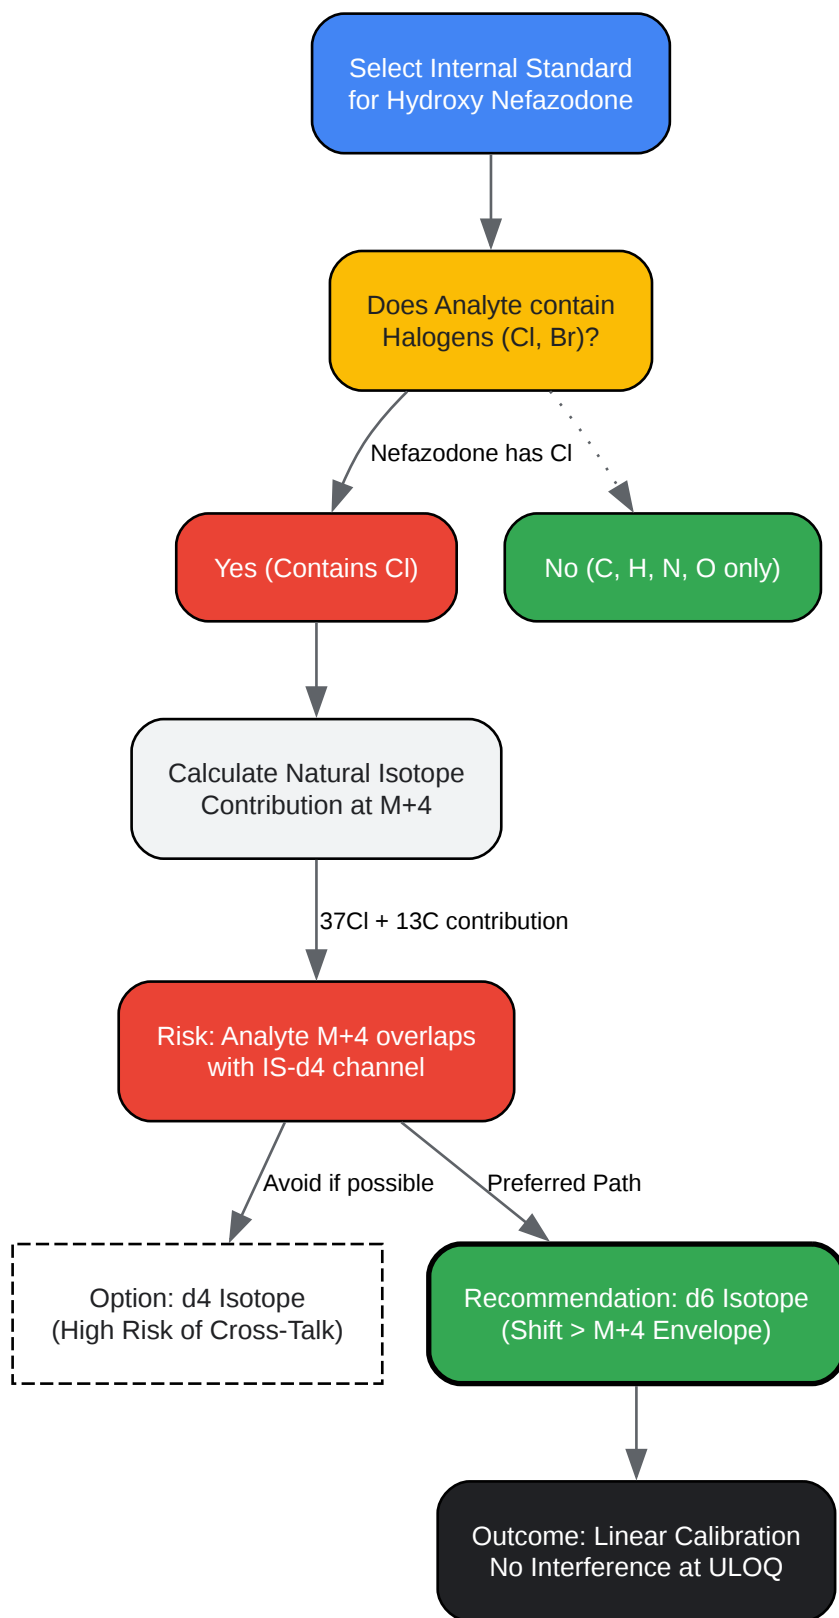 Select Internal Standard
for Hydroxy Nefazodone
Does Analyte contain
Halogens (Cl, Br)?
Nefazodone has Cl
Yes (Contains Cl)
No (C, H, N, O only)
Calculate Natural Isotope
Contribution at M+4
37Cl + 13C contribution
Risk: Analyte M+4 overlaps
with IS-d4 channel
Avoid if possible
Preferred Path
Option: d4 Isotope
(High Risk of Cross-Talk)
Recommendation: d6 Isotope
(Shift > M+4 Envelope)
Outcome: Linear Calibration
No Interference at ULOQ